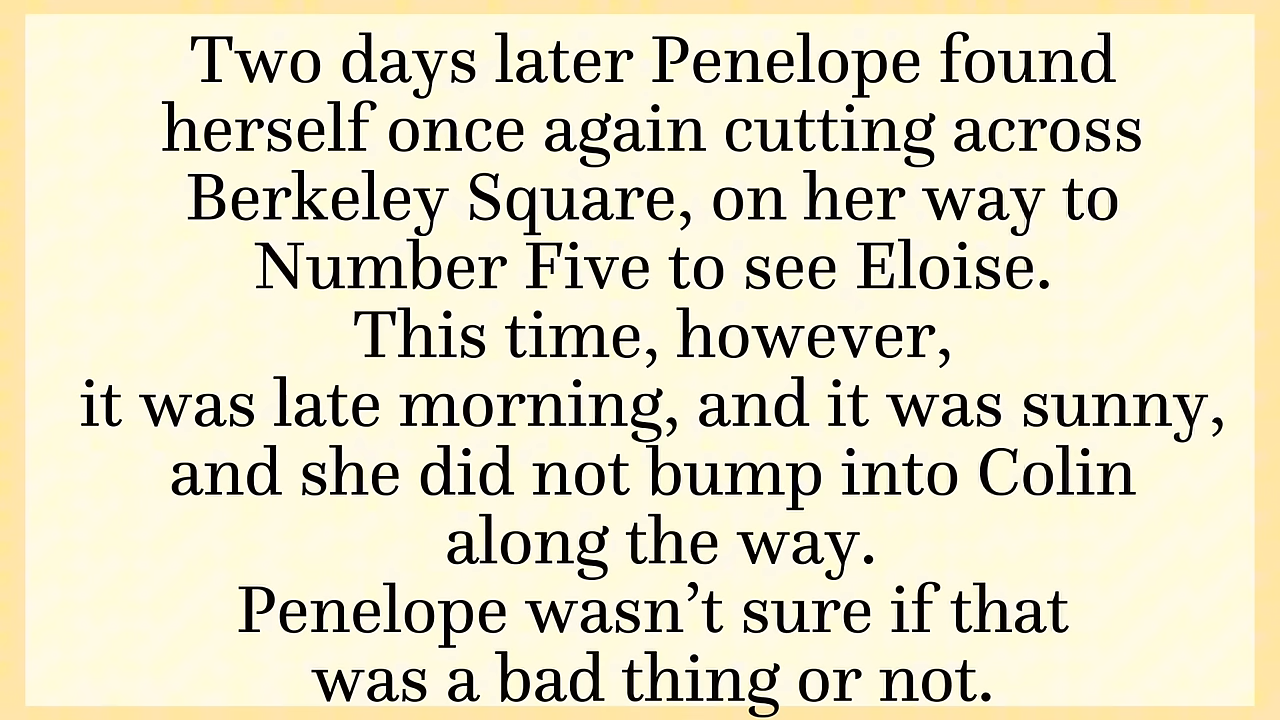 Two days later Penelope found
herself once again cutting across
Berkeley Square, on her way to
Number Five to see Eloise.
This time, however,
it was late morning, and it was sunny,
and she did not bump into Colin
along the way.
Penelope wasn’t sure if that
was a bad thing or not.